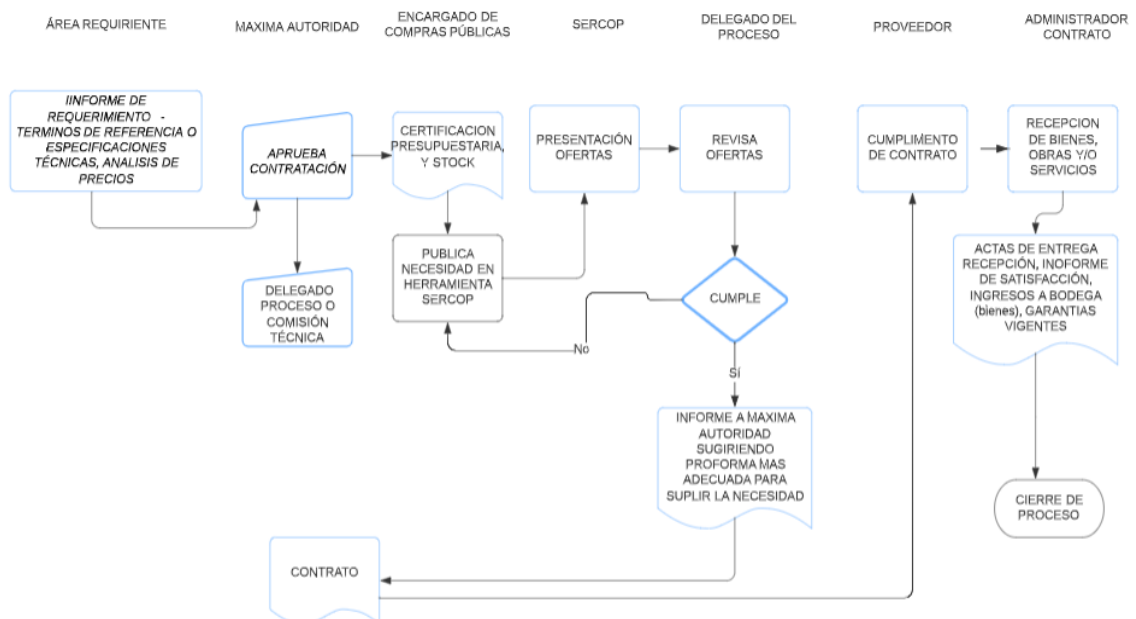 ÁREA REQUIRIENTE
MAXIMA AUTORIDAD
ENCARGADO DE
COMPRAS PÚBLICAS
SERCOP
DELEGADO DEL
PROCESO
PROVEEDOR
ADMINISTRADOR
CONTRATO
IINFORME DE
REQUERIMIENTO -
TERMINOS DE REFERENCIA O
ESPECIFICACIONES
TÉCNICAS, ANALISIS DE
PRECIOS
APRUEBA
CONTRATACIÓN
CERTIFICACION
PRESUPUESTARIA,
Y STOCK
PRESENTACIÓN
OFERTAS
REVISA
OFERTAS
CUMPLIMENTO
DE CONTRATO
RECEPCION
DE BIENES,
OBRAS Y/O
SERVICIOS
DELEGADO
PROCESO O
COMISIÓN
TÉCNICA
PUBLICA
NECESIDAD EN
HERRAMIENTA
SERCOP
CUMPLE
ACTAS DE ENTREGA
RECEPCIÓN, INOFORME
DE SATISFACCIÓN,
INGRESOS A BODEGA
(bienes), GARANTIAS
VIGENTES
No
SÍ
INFORME A MAXIMA
AUTORIDAD
SUGIRIENDO
PROFORMA MAS
ADECUADA PARA
SUPLIR LA NECESIDAD
CIERRE DE
PROCESO
CONTRATO